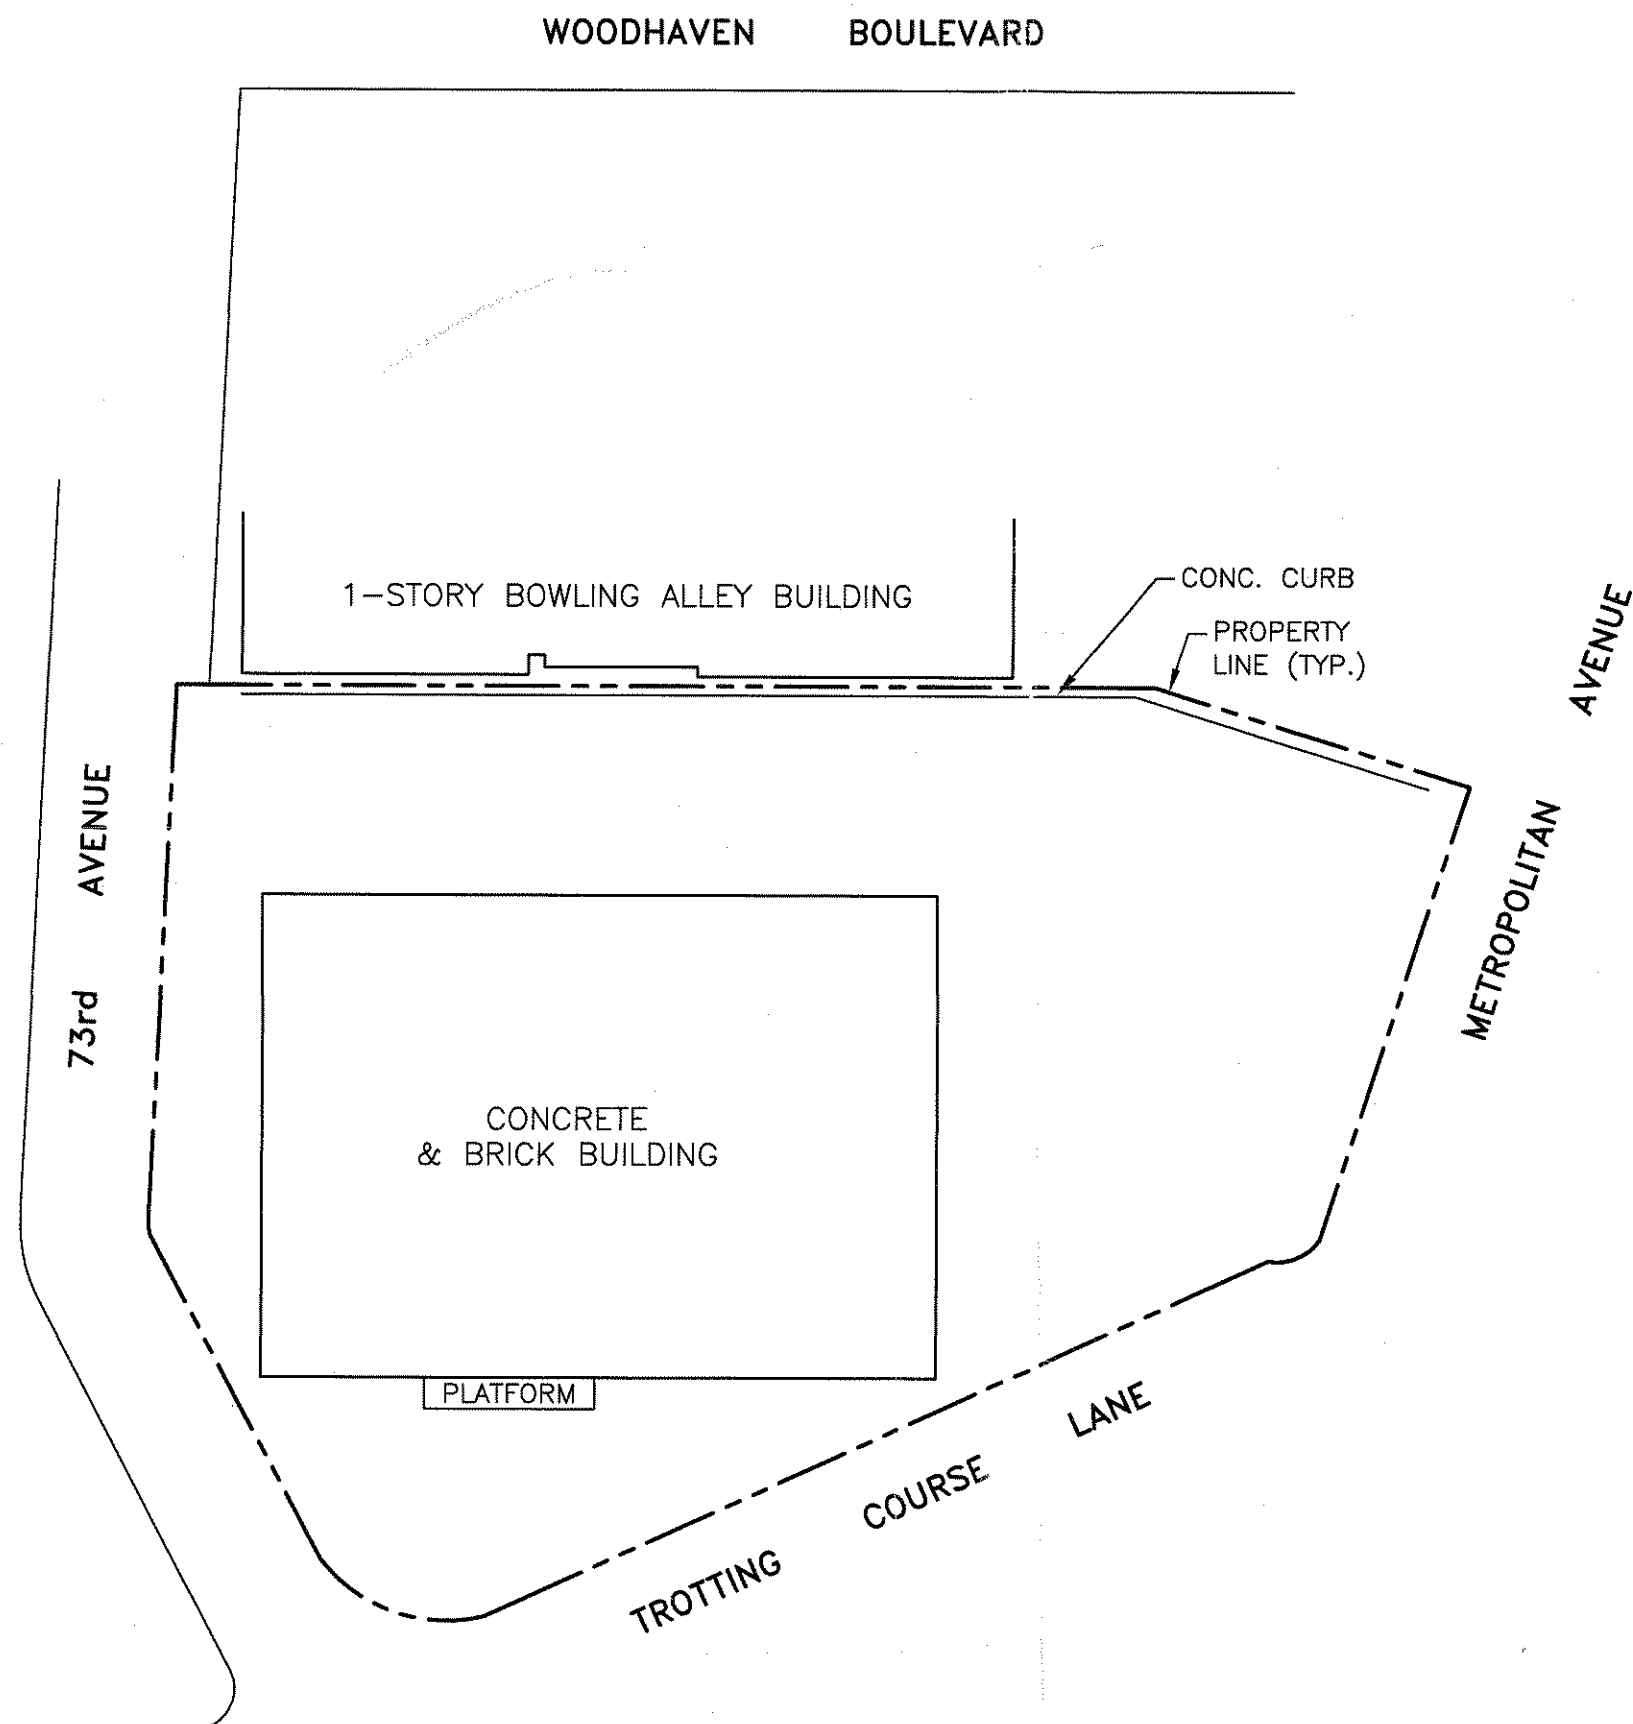 WOODHAVEN BOULEVARD
1-STORY BOWLING ALLEY BUILDING
CONC. CURB
PROPERTY
LINE (TYP.)
METROPOLITAN AVENUE
73rd AVENUE
CONCRETE
& BRICK BUILDING
PLATFORM
TROTTING COURSE LANE